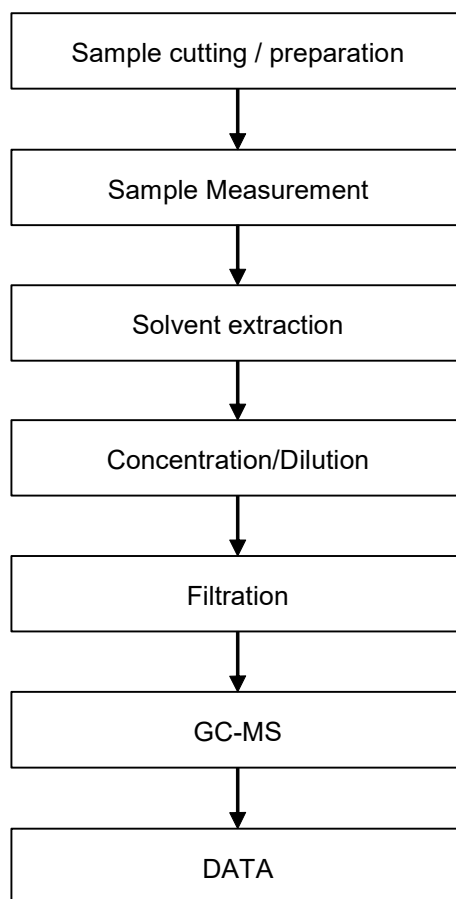 Sample cutting / preparation
Sample Measurement
Solvent extraction
Concentration/Dilution
Filtration
GC-MS
DATA